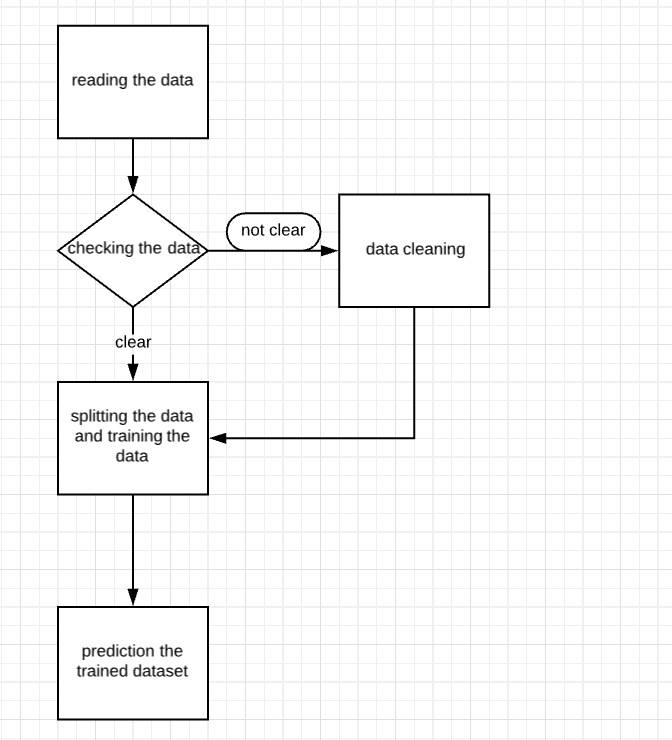 reading the data
checking the data
not clear
data cleaning
clear
splitting the data
and training the
data
prediction the
trained dataset